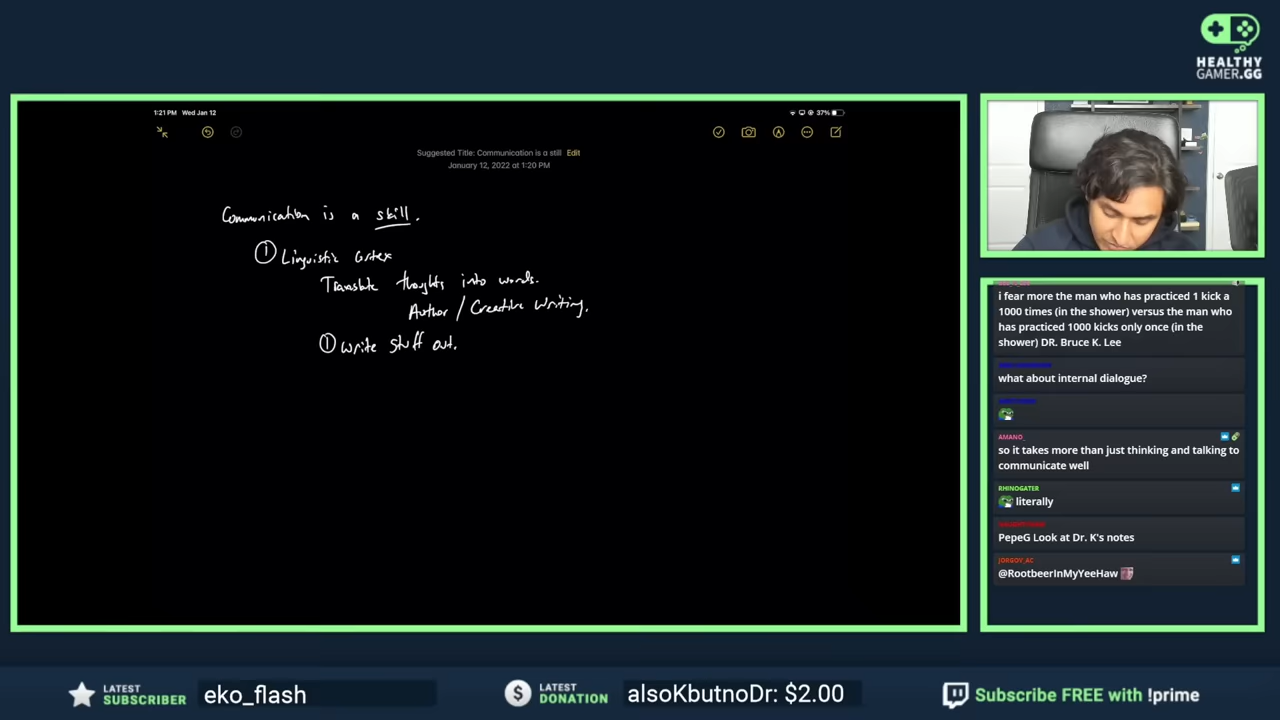 HEALTHY
GAMER.GG
1:21 PM Wed Jan 12
37%
Suggested Title: Communication is a still Edit
January 12, 2022 at 1:20 PM
Communication is a skill.
① Linguistic Cortex
Translate thoughts into words.
Author / Creative Writing.
① Write stuff out.
i fear more the man who has practiced 1 kick a
1000 times (in the shower) versus the man who
has practiced 1000 kicks only once (in the
shower) DR. Bruce K. Lee
what about internal dialogue?
AMANO_
so it takes more than just thinking and talking to
communicate well
RHINOGATER
literally
PepeG Look at Dr. K's notes
JORGOY_AC
@RootbeerInMyYeeHaw
LATEST
SUBSCRIBER
eko_flash
LATEST
DONATION
alsoKbutnoDr: $2.00
Subscribe FREE with !prime